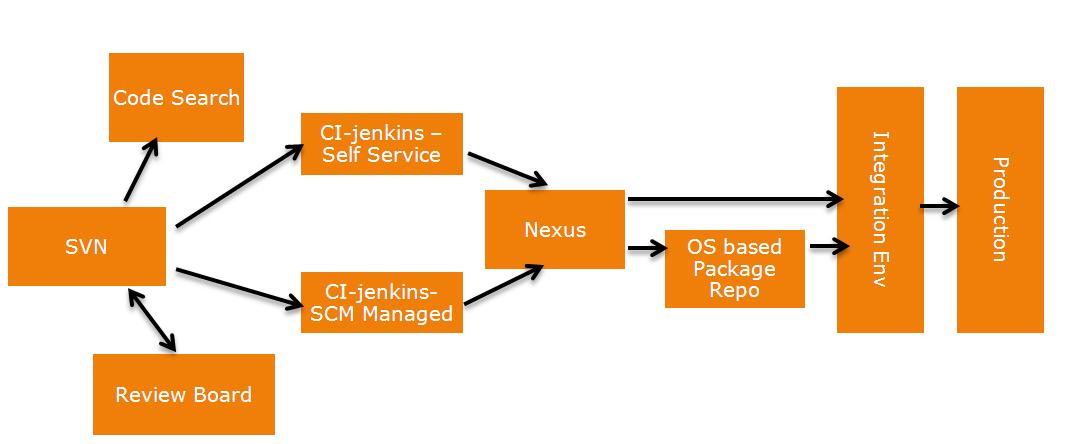 Code Search
CI-jenkins –
Self Service
SVN
Nexus
CI-jenkins-
SCM Managed
OS based
Package
Repo
Integration Env
Production
Review Board